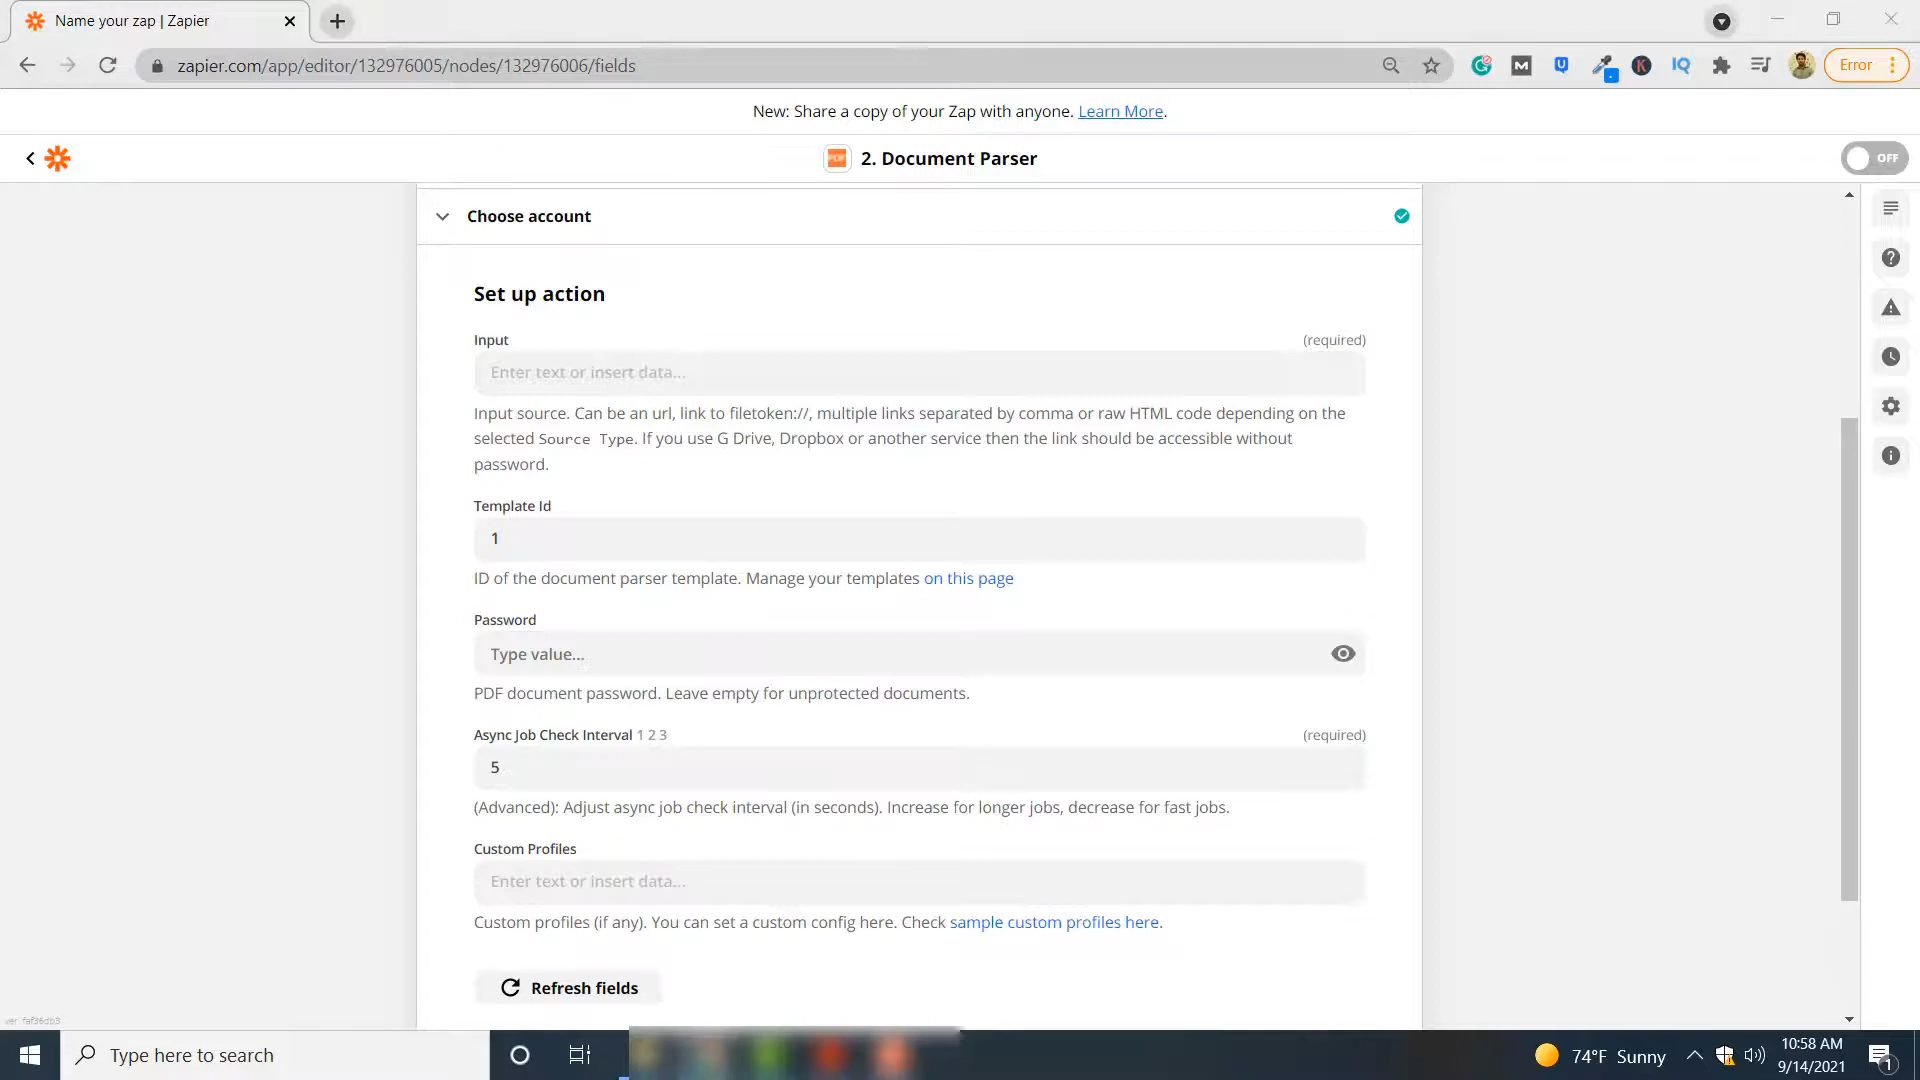 Name your zap | Zapier
zapier.com/app/editor/132976005/nodes/132976006/fields
Error
New: Share a copy of your Zap with anyone. Learn More.
PDF
2. Document Parser
OFF
Choose account
Set up action
Input
(required)
Enter text or insert data...
Input source. Can be an url, link to filetoken://, multiple links separated by comma or raw HTML code depending on the
selected Source Type. If you use G Drive, Dropbox or another service then the link should be accessible without
password.
Template Id
1
ID of the document parser template. Manage your templates on this page
Password
Type value...
PDF document password. Leave empty for unprotected documents.
Async Job Check Interval 1 2 3
(required)
5
(Advanced): Adjust async job check interval (in seconds). Increase for longer jobs, decrease for fast jobs.
Custom Profiles
Enter text or insert data...
Custom profiles (if any). You can set a custom config here. Check sample custom profiles here.
Refresh fields
ver. faf36db3
Type here to search
74°F Sunny
10:58 AM
9/14/2021
1